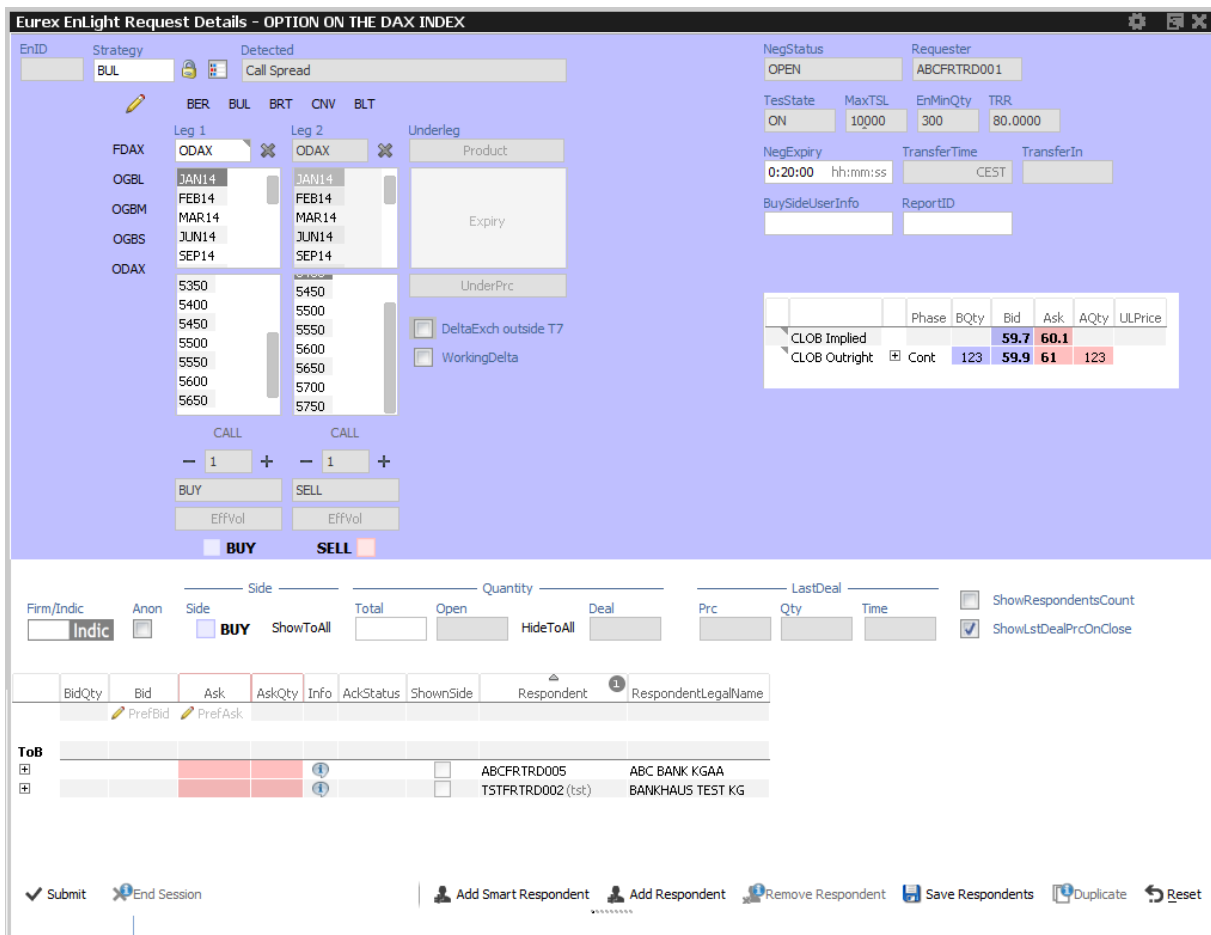 Eurex EnLight Request Details - OPTION ON THE DAX INDEX
EnID Strategy Detected NegStatus Requester
BUL Call Spread OPEN ABCFRTRD001
BER BUL BRT CNV BLT TesState MaxTSL EnMinQty TRR
ON 10000 300 80.0000
Leg 1 Leg 2 Underleg
FDAX ODAX ODAX Product NegExpiry TransferTime TransferIn
OGBL JAN14 JAN14 0:20:00 hh:mm:ss CEST
FEB14 FEB14
OGBM MAR14 MAR14 Expiry BuySideUserInfo ReportID
OGBS JUN14 JUN14
SEP14 SEP14
ODAX
5350 5450 UnderPrc
5400 5500
5450 5550 DeltaExch outside T7
5500 5600 WorkingDelta
5550 5650
5600 5700
5650 5750
Phase BQty Bid Ask AQty ULPrice
CLOB Implied 59.7 60.1
CLOB Outright Cont 123 59.9 61 123
CALL CALL
1 1
BUY SELL
EffVol EffVol
BUY SELL
Side Quantity LastDeal
Firm/Indic Anon Side Total Open Deal Prc Qty Time ShowRespondentsCount
Indic BUY ShowToAll HideToAll ShowLstDealPrcOnClose
BidQty Bid Ask AskQty Info AckStatus ShownSide Respondent 1 RespondentLegalName
PrefBid PrefAsk
ToB
ABCFRTRD005 ABC BANK KGAA
TSTFRTRD002 (tst) BANKHAUS TEST KG
Submit End Session Add Smart Respondent Add Respondent Remove Respondent Save Respondents Duplicate Reset